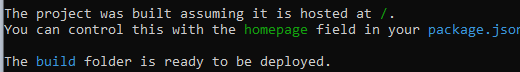 The project was built assuming it is hosted at /.
You can control this with the homepage field in your package.json
The build folder is ready to be deployed.